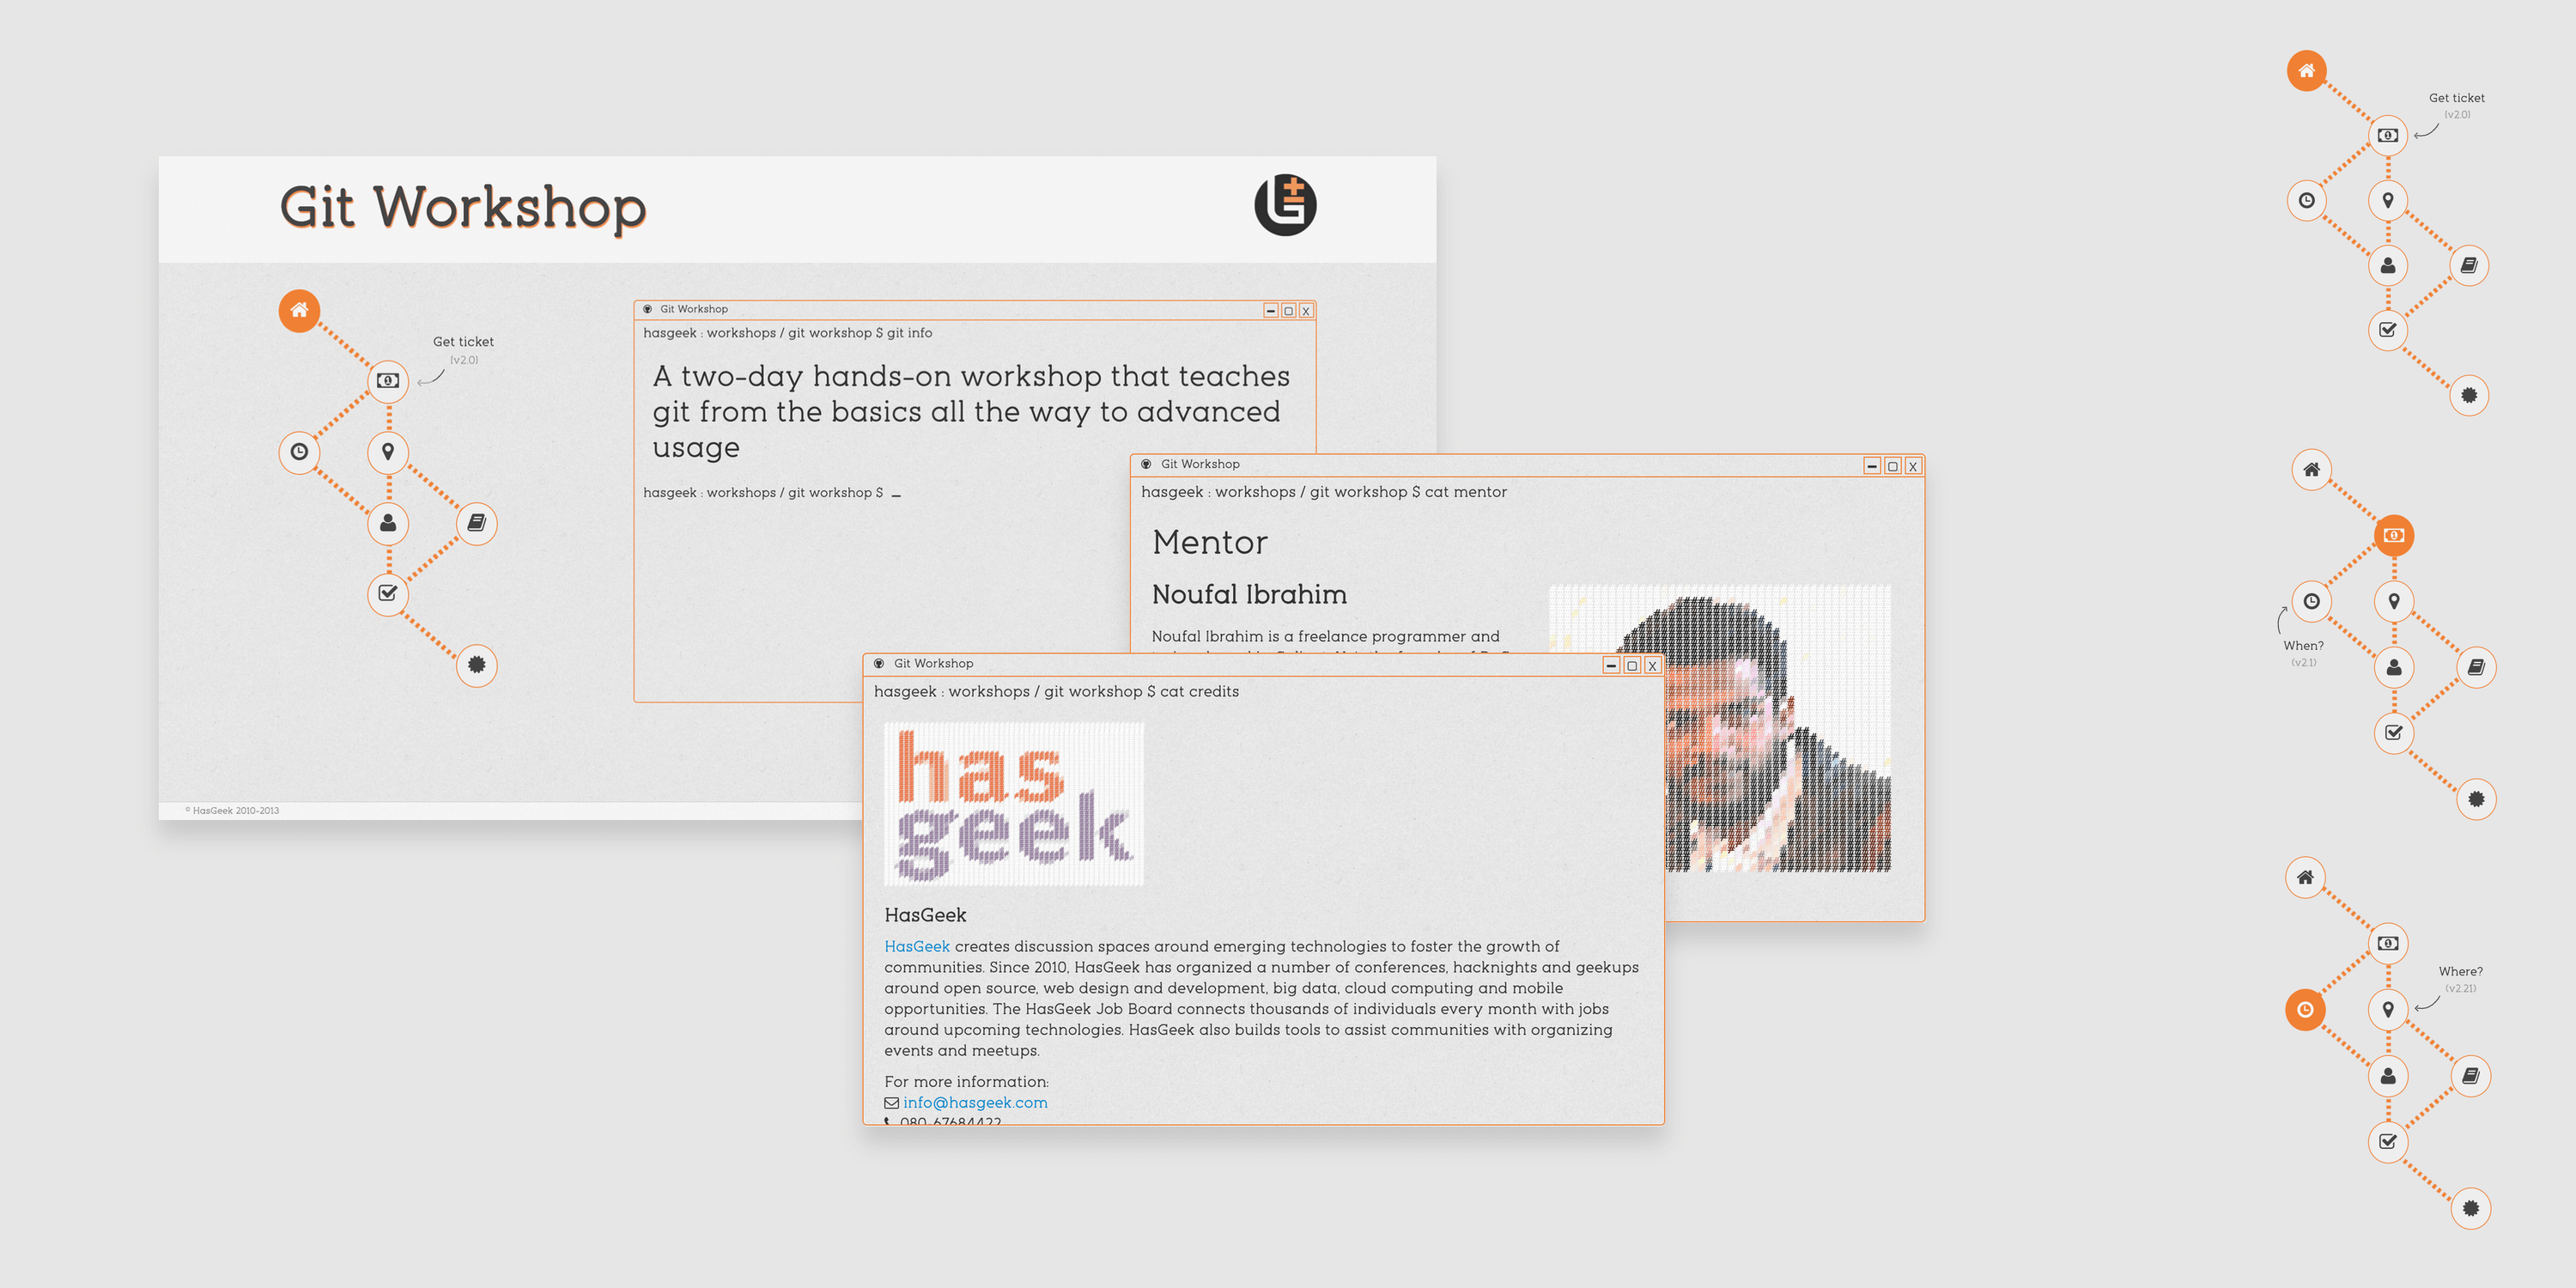 Git Workshop
Get ticket
(v2.0)
Git Workshop
hasgeek : workshops / git workshop $ git info
A two-day hands-on workshop that teaches
git from the basics all the way to advanced
usage
hasgeek : workshops / git workshop $ _
© HasGeek 2010-2013
Git Workshop
hasgeek : workshops / git workshop $ cat mentor
Mentor
Noufal Ibrahim
Noufal Ibrahim is a freelance programmer and
Git Workshop
hasgeek : workshops / git workshop $ cat credits
has
geek
HasGeek
HasGeek creates discussion spaces around emerging technologies to foster the growth of
communities. Since 2010, HasGeek has organized a number of conferences, hacknights and geekups
around open source, web design and development, big data, cloud computing and mobile
opportunities. The HasGeek Job Board connects thousands of individuals every month with jobs
around upcoming technologies. HasGeek also builds tools to assist communities with organizing
events and meetups.
For more information:
info@hasgeek.com
080-67684422
Get ticket
(v2.0)
When?
(v2.1)
Where?
(v2.21)